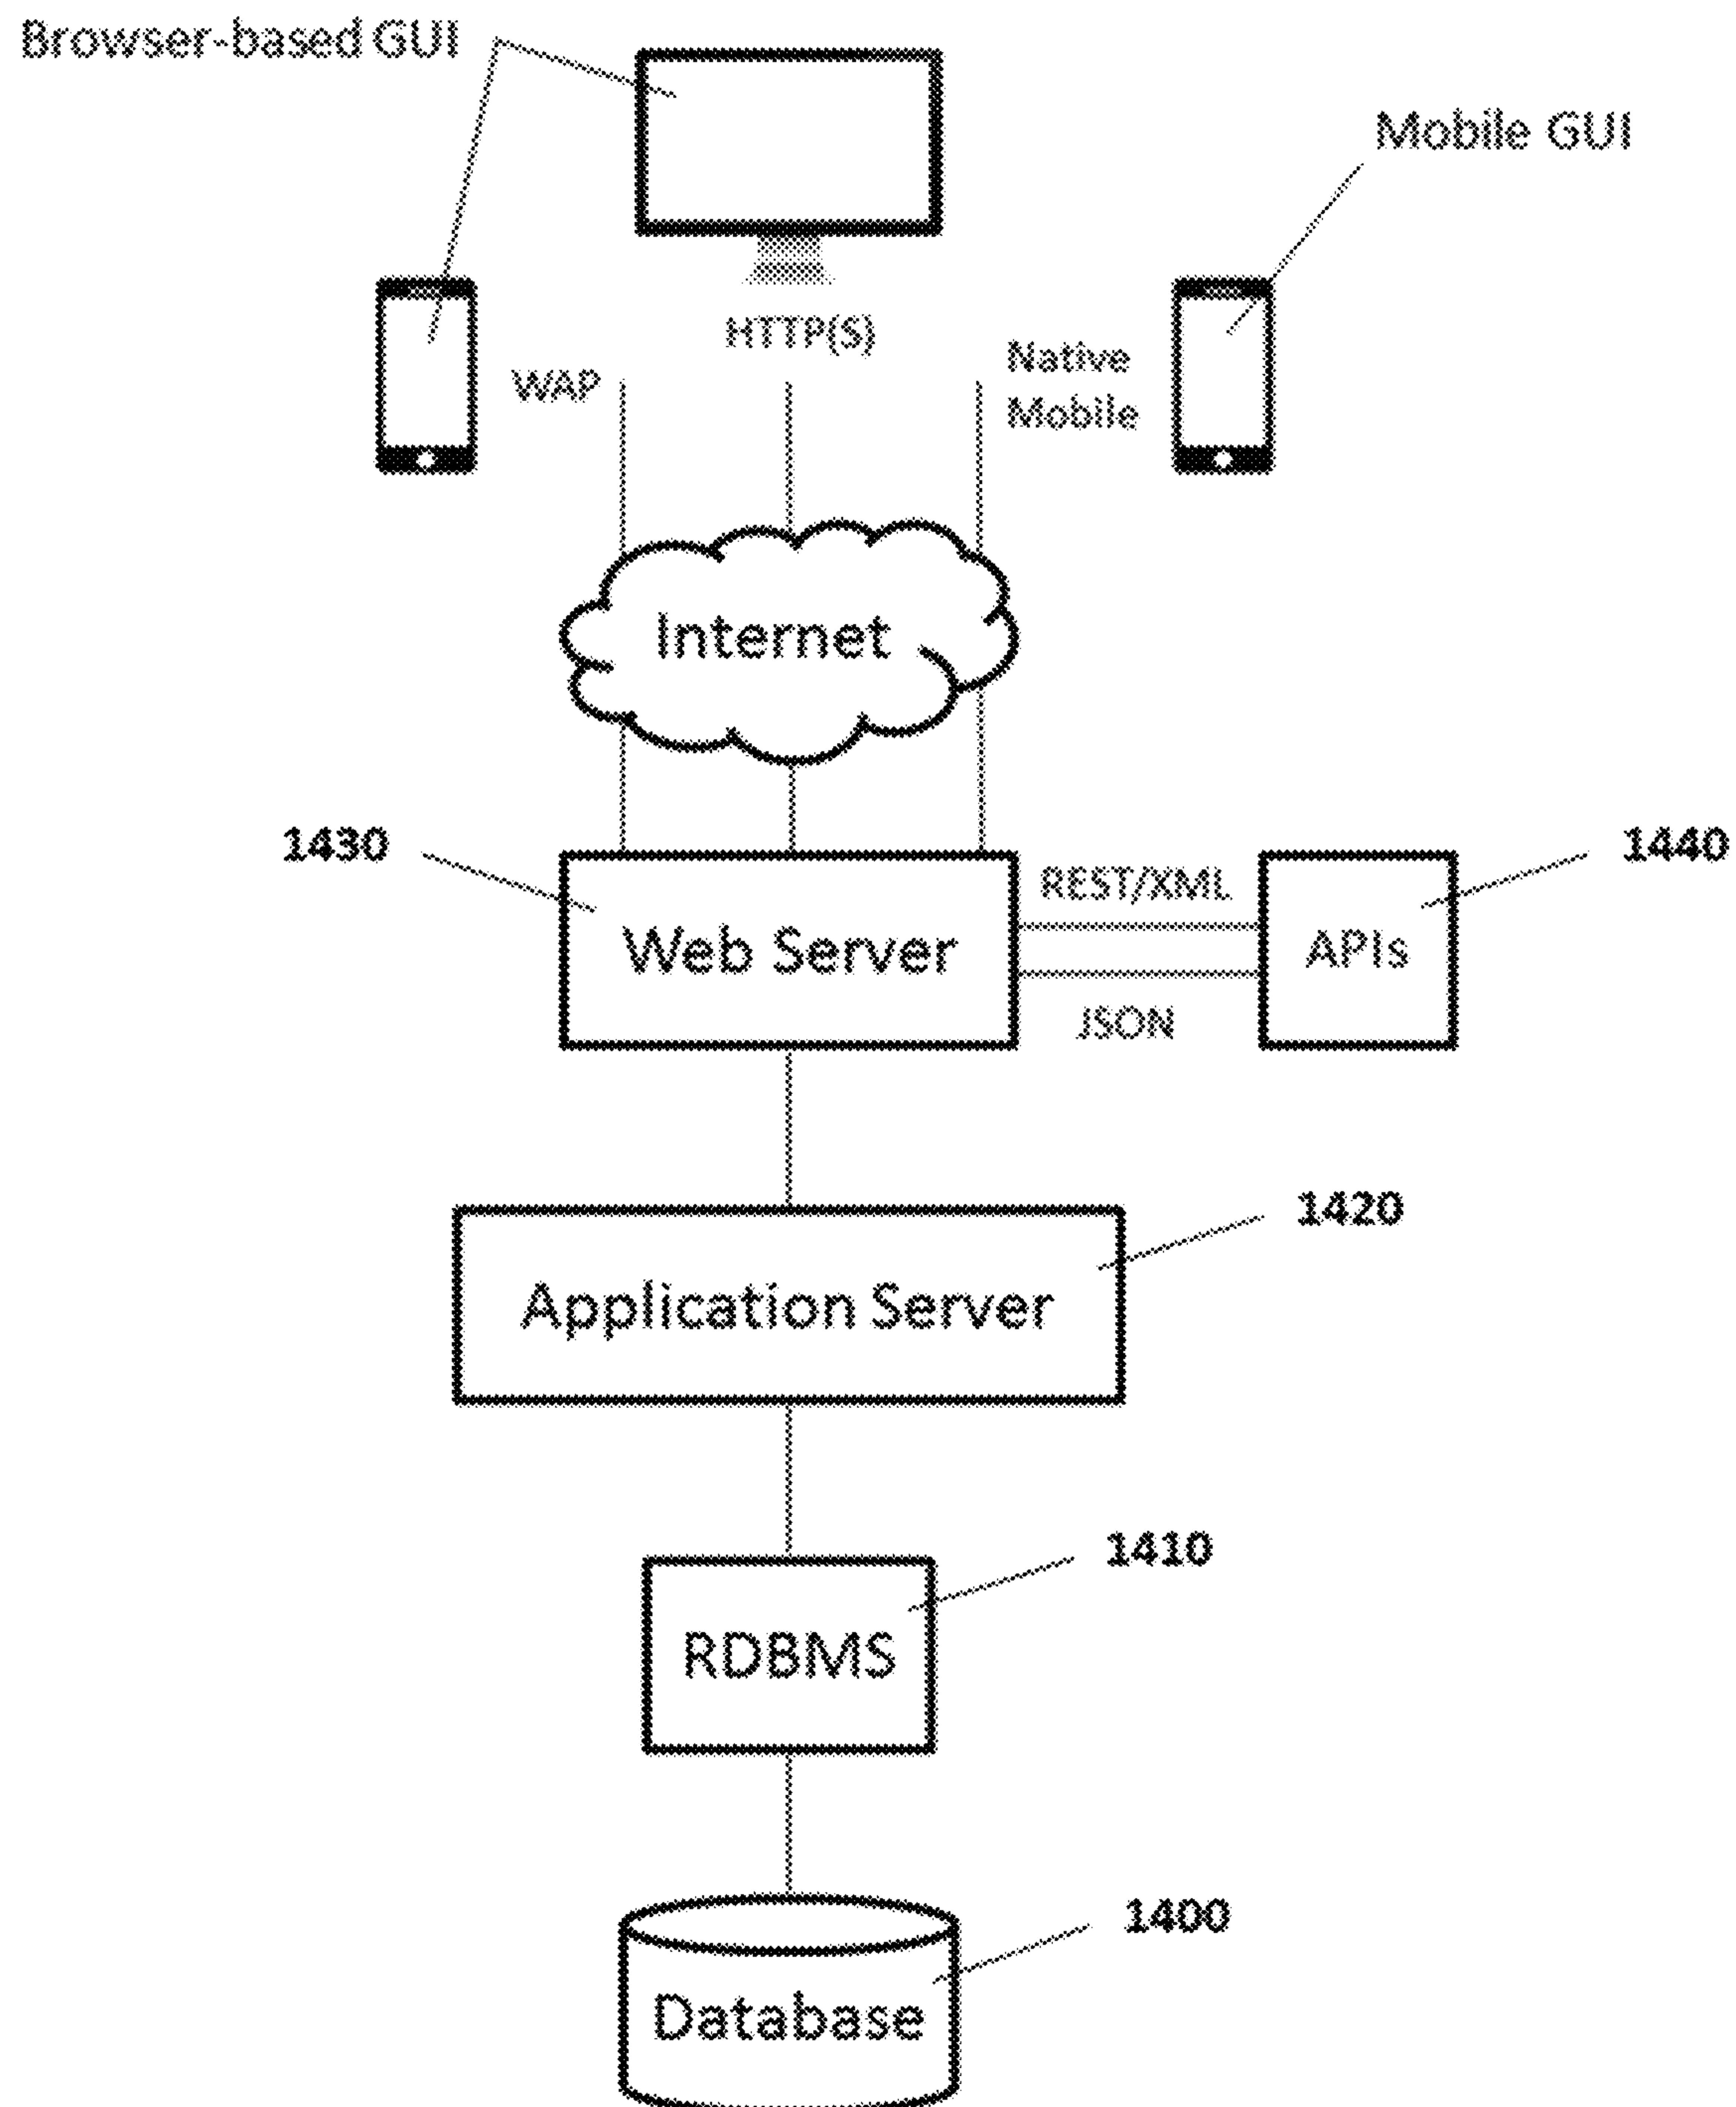 Browser-based GUI
Mobile GUI
HTTP(S)
WAP
Native
Mobile
Internet
1430
1440
REST/XML
Web Server
APIs
JSON
1420
Application Server
1410
RDBMS
1400
Database